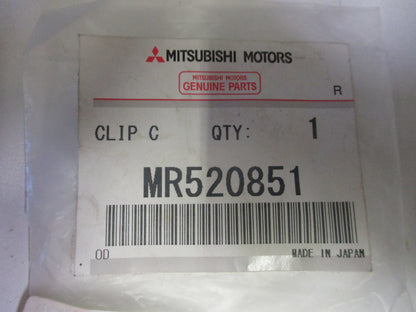 MITSUBISHI MOTORS
MITSUBISHI MOTORS
GENUINE PARTS
R
CLIP C QTY: 1
MR520851
OD MADE IN JAPAN